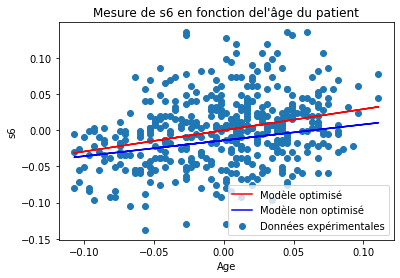 Mesure de s6 en fonction del'âge du patient
0.10
0.05
0.00
−0.05
−0.10
−0.15
s6
−0.10
−0.05
0.00
0.05
0.10
Age
Modèle optimisé
Modèle non optimisé
Données expérimentales